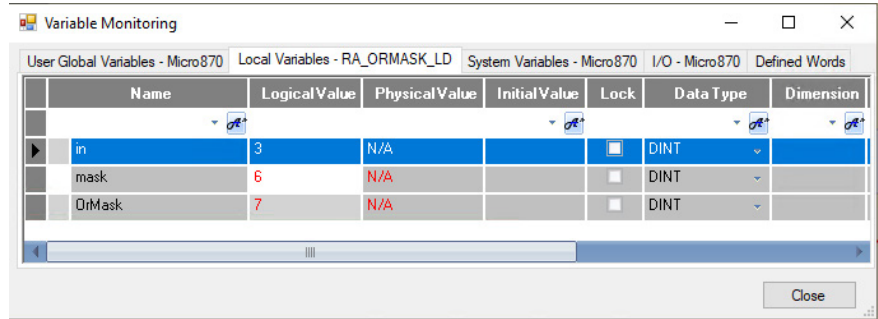 Variable Monitoring
User Global Variables - Micro870 Local Variables - RA_ORMASK_LD System Variables - Micro870 I/O - Micro870 Defined Words
Name Logical Value Physical Value Initial Value Lock Data Type Dimension
in 3 N/A DINT
mask 6 N/A DINT
OrMask 7 N/A DINT
Close